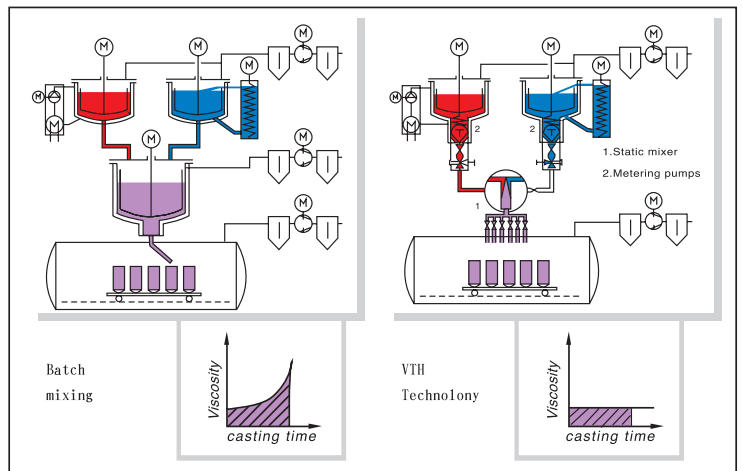 M
M
M
M
M
M
M
M
M
Batch
mixing
Viscosity
casting time
M
M
M
M
M
M
2
2
1
1.Static mixer
2.Metering pumps
M
VTH
Technolony
Viscosity
casting time